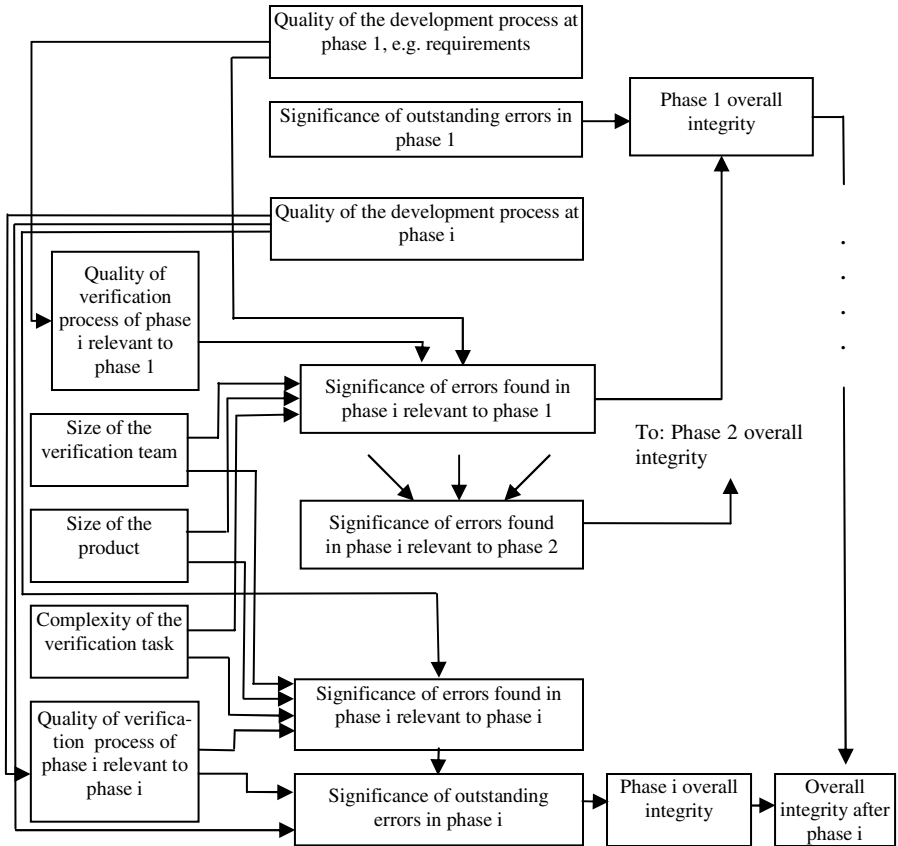 Quality of the development process at
phase 1, e.g. requirements
Significance of outstanding errors in
phase 1
Phase 1 overall
integrity
Quality of the development process at
phase i
Quality of
verification
process of phase
i relevant to
phase 1
Significance of errors found in
phase i relevant to phase 1
Size of the
verification team
To: Phase 2 overall
integrity
Size of the
product
Significance of errors found
in phase i relevant to phase 2
Complexity of the
verification task
Significance of errors found in
phase i relevant to phase i
Quality of verifica-
tion process of
phase i relevant to
phase i
Significance of outstanding
errors in phase i
Phase i overall
integrity
Overall
integrity after
phase i